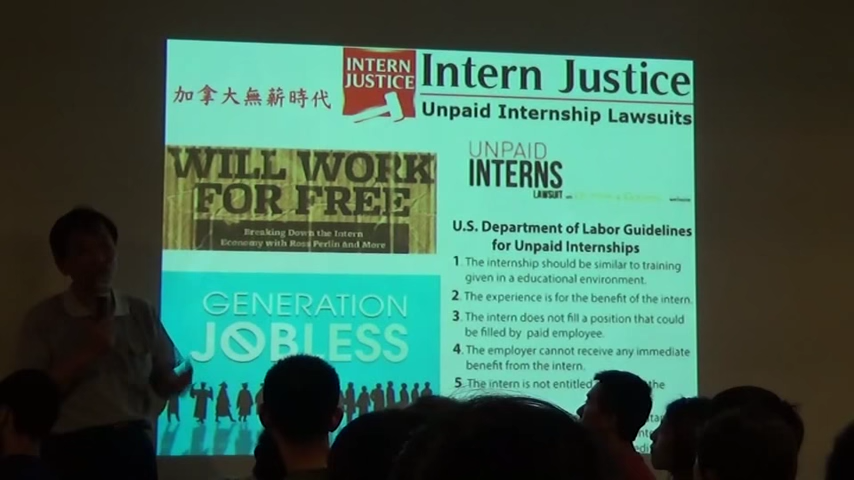 加拿大無薪時代
INTERN
JUSTICE
Intern Justice
Unpaid Internship Lawsuits
WILL WORK
FOR FREE
Breaking Down the Intern
Economy with Ross Perlin and More
GENERATION
JOBLESS
UNPAID
INTERNS
LAWSUIT
U.S. Department of Labor Guidelines
for Unpaid Internships
1 The internship should be similar to training
given in a educational environment.
2 The experience is for the benefit of the intern.
3 The intern does not fill a position that could
be filled by paid employee.
4 The employer cannot receive any immediate
benefit from the intern.
5 The intern is not entitled the